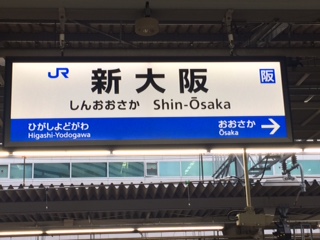 JR 新大阪 阪
しんおおさか Shin-Ōsaka
ひがしよどがわ おおさか →
Higashi-Yodogawa Ōsaka